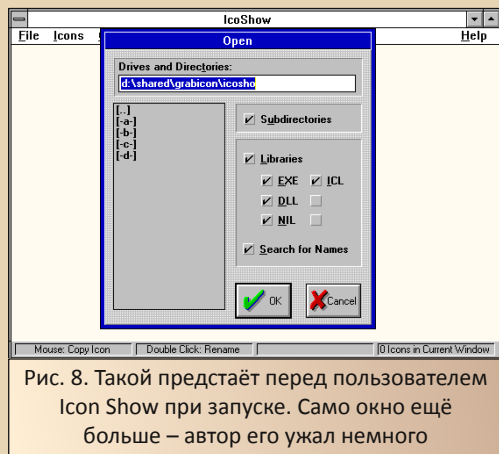 IcoShow
File Icons Help
Open
Drives and Directories:
d:\shared\grabicon\icosho
[..]
[-a-]
[-b-]
[-c-]
[-d-]
Subdirectories
Libraries
EXE ICL
DLL
NIL
Search for Names
OK Cancel
Mouse: Copy Icon Double Click: Rename 0 Icons in Current Window
Рис. 8. Такой предстаёт перед пользователем
Icon Show при запуске. Само окно ещё
больше – автор его ужал немного